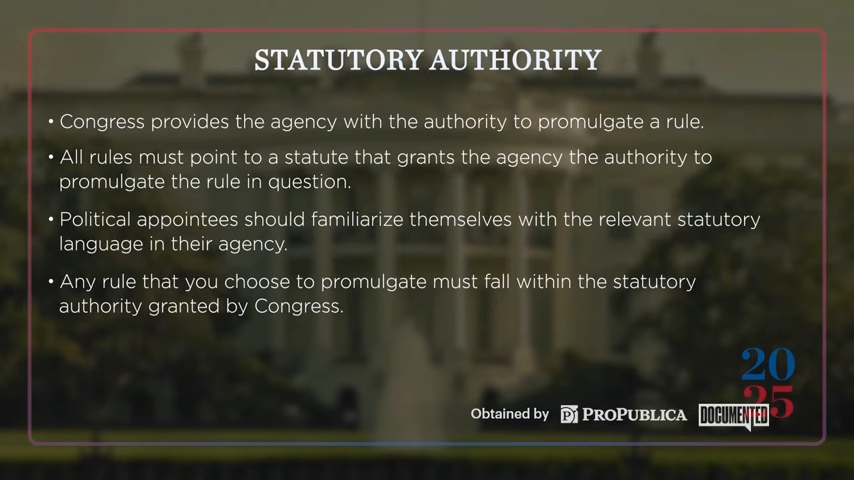 STATUTORY AUTHORITY
• Congress provides the agency with the authority to promulgate a rule.
• All rules must point to a statute that grants the agency the authority to
promulgate the rule in question.
• Political appointees should familiarize themselves with the relevant statutory
language in their agency.
• Any rule that you choose to promulgate must fall within the statutory
authority granted by Congress.
20
25
Obtained by PROPUBLICA DOCUMENTED